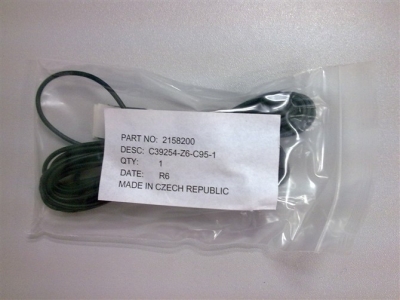 PART NO: 2158200
DESC: C39254-Z6-C95-1
QTY: 1
DATE: R6
MADE IN CZECH REPUBLIC